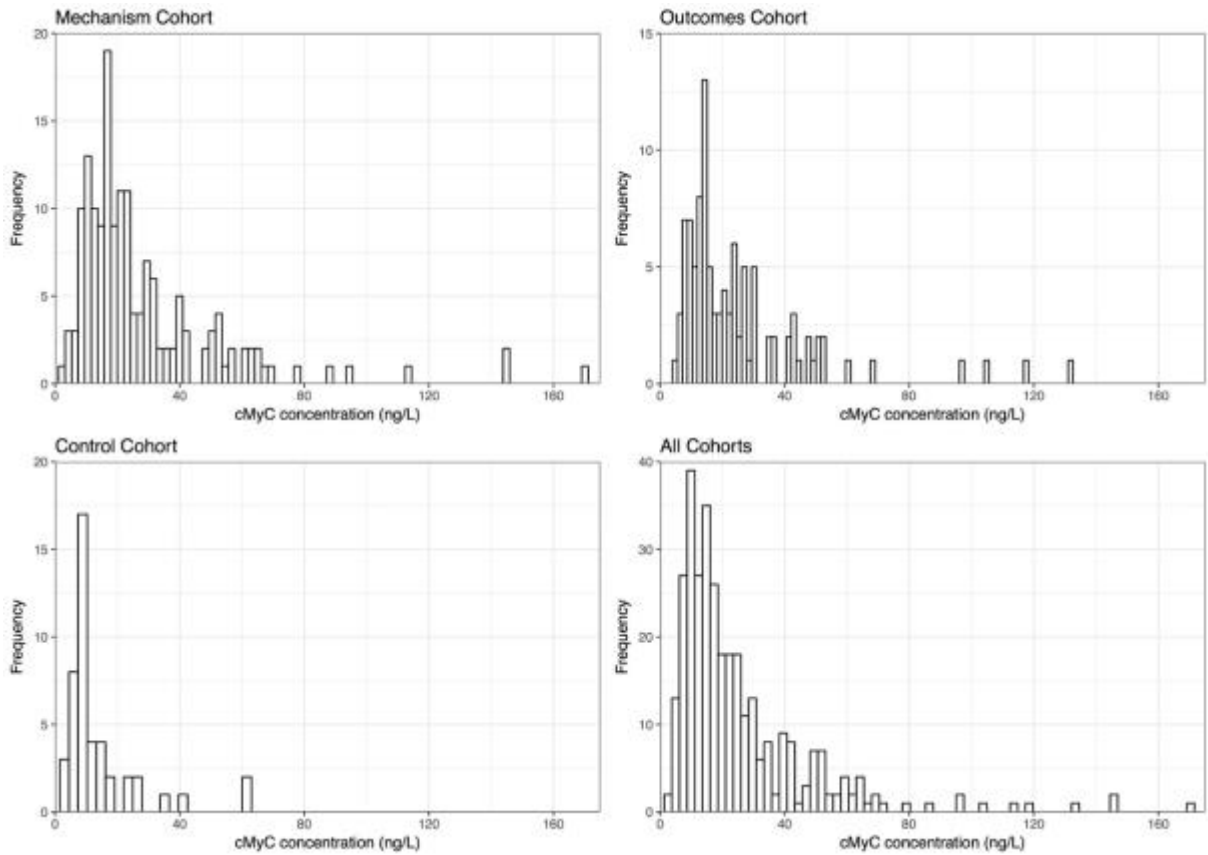 Mechanism Cohort
20
15
10
5
0
Frequency
0 40 80 120 160
cMyC concentration (ng/L)
Outcomes Cohort
15
10
5
0
Frequency
0 40 80 120 160
cMyC concentration (ng/L)
Control Cohort
20
15
10
5
0
Frequency
0 40 80 120 160
cMyC concentration (ng/L)
All Cohorts
40
30
20
10
0
Frequency
0 40 80 120 160
cMyC concentration (ng/L)